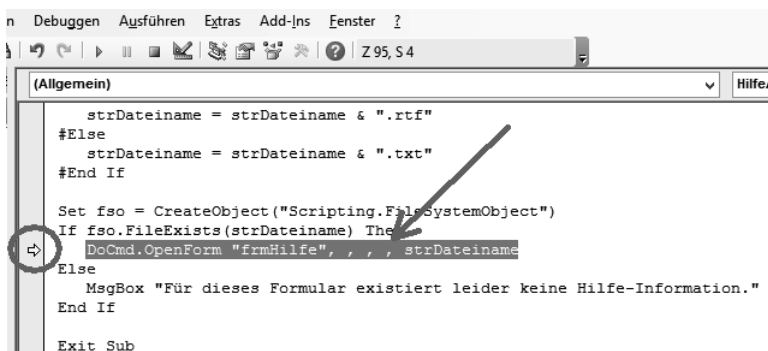 n Debuggen Ausführen Extras Add-Ins Fenster ?
Z 95, S 4
(Allgemein) Hilfe
strDateiname = strDateiname & ".rtf"
#Else
strDateiname = strDateiname & ".txt"
#End If
Set fso = CreateObject("Scripting.FileSystemObject")
If fso.FileExists(strDateiname) The
DoCmd.OpenForm "frmHilfe", , , , strDateiname
Else
MsgBox "Für dieses Formular existiert leider keine Hilfe-Information."
End If
Exit Sub